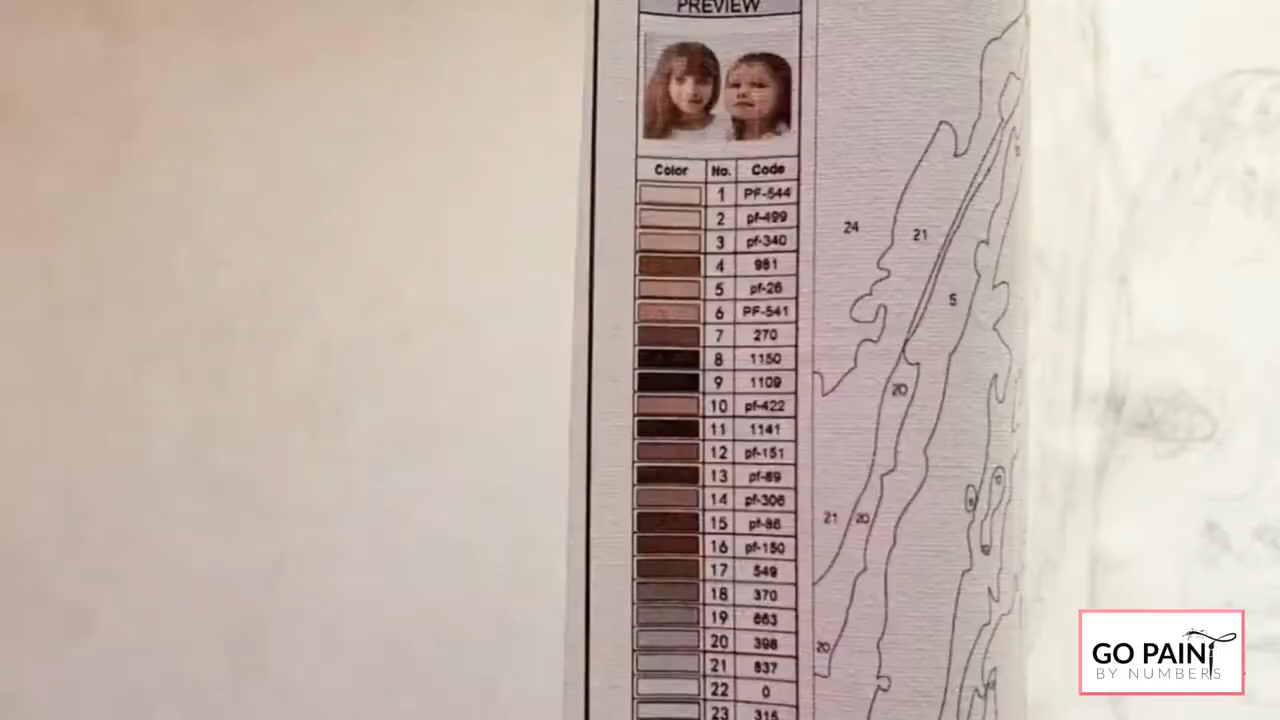 PREVIEW
Color No. Code
1 PF-544
2 pf-499
3 pf-340
4 981
5 pf-26
6 PF-541
7 270
8 1150
9 1109
10 pf-422
11 1141
12 pf-151
13 pf-69
14 pf-306
15 pf-86
16 pf-150
17 549
18 370
19 663
20 398
21 837
22 0
23 315
24
21
5
20
21 20
20
GO PAINT
BY NUMBERS